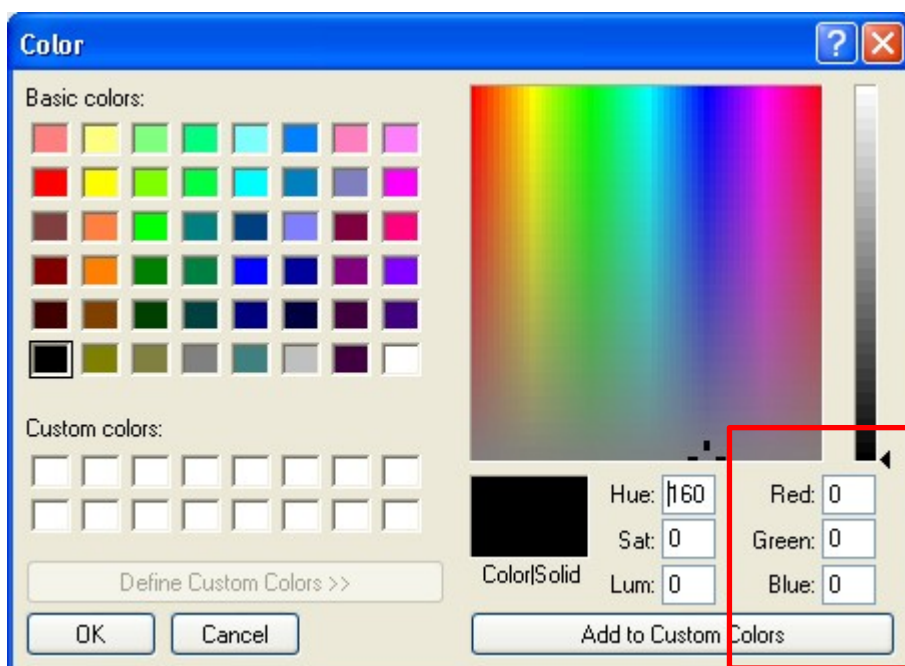 Color
Basic colors:
Custom colors:
Define Custom Colors >>
OK Cancel
Color|Solid
Hue: 160 Red: 0
Sat: 0 Green: 0
Lum: 0 Blue: 0
Add to Custom Colors